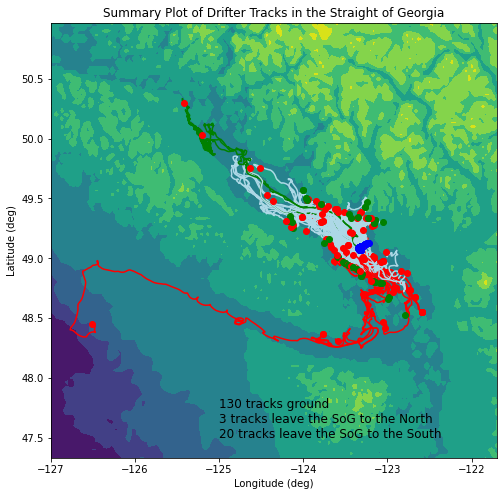 Summary Plot of Drifter Tracks in the Straight of Georgia
50.5
50.0
49.5
49.0
48.5
48.0
47.5
Latitude (deg)
130 tracks ground
3 tracks leave the SoG to the North
20 tracks leave the SoG to the South
−127
−126
−125
−124
−123
−122
Longitude (deg)